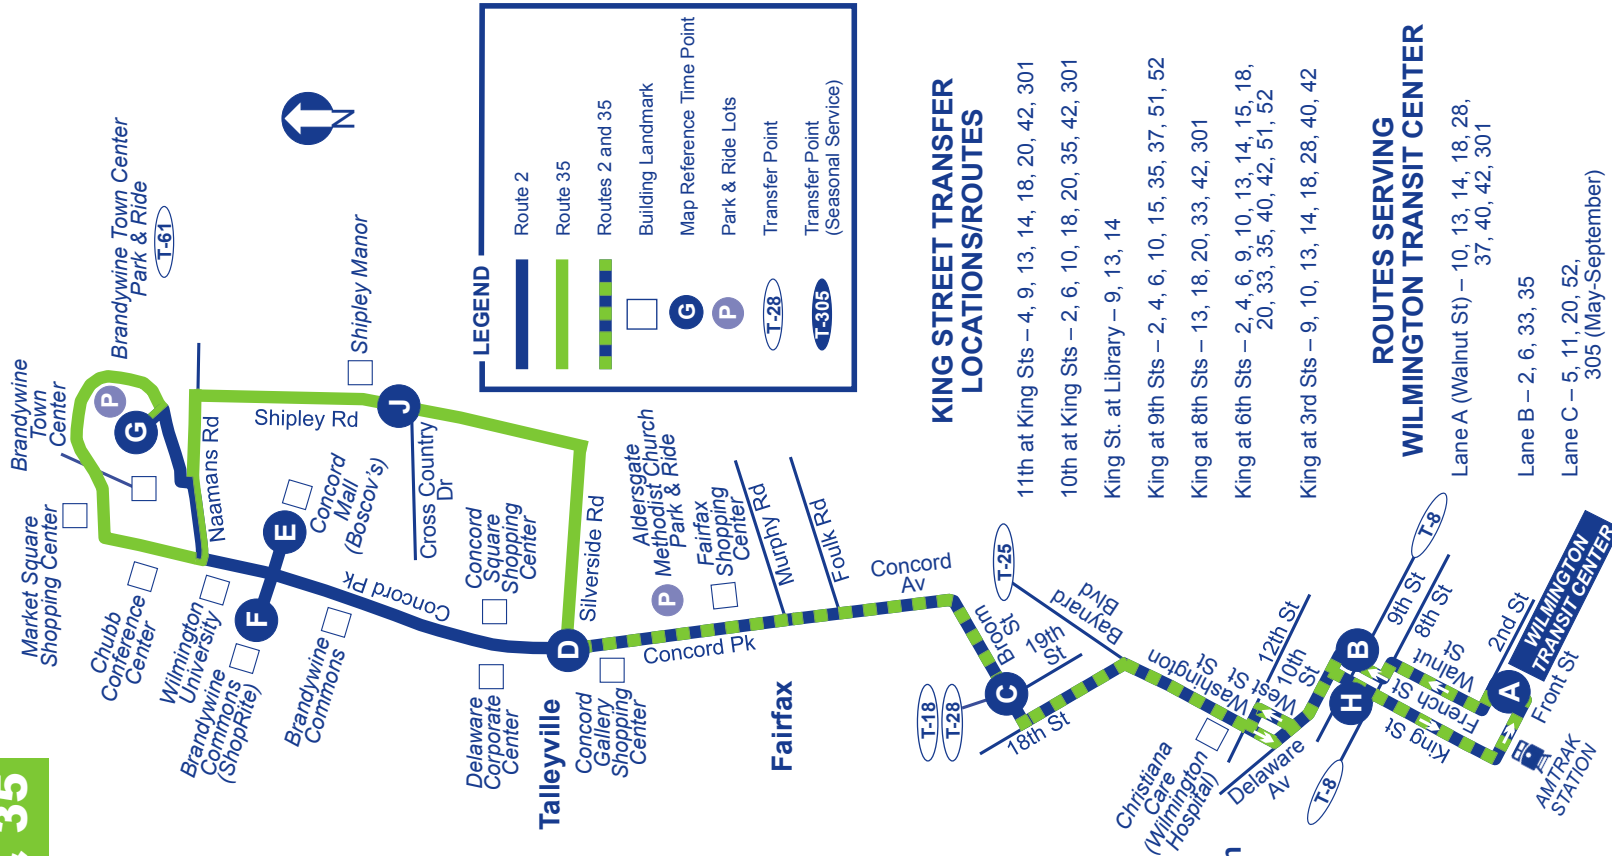 35
Market Square
Shopping Center
Brandywine
Town
Center
Brandywine Town Center
Park & Ride
T-61
P
G
N
Naamans Rd
Shipley Rd
Shipley Manor
J
Cross Country
Dr
Chubb
Conference
Center
Wilmington
University
F
E
Concord
Mall
(Boscov's)
Brandywine
Commons
(ShopRite)
Brandywine
Commons
Concord Pk
Concord
Square
Shopping
Center
Delaware
Corporate
Center
Talleyville
D
Silverside Rd
Concord
Gallery
Shopping
Center
P
Aldersgate
Methodist Church
Park & Ride
Fairfax
Shopping
Center
Concord Pk
Murphy Rd
Foulk Rd
Fairfax
Concord
Av
Broom
St
19th
St
C
T-18
T-28
18th St
T-25
Baynard
Blvd
Washington
St
West St
12th St
10th
St
Christiana
Care
(Wilmington
Hospital)
Delaware
Av
B
H
T-8
T-8
9th St
8th St
King St
French St
Walnut
St
2nd St
A
Front St
WILMINGTON
TRANSIT CENTER
AMTRAK
STATION
LEGEND
Route 2
Route 35
Routes 2 and 35
Building Landmark
G
Map Reference Time Point
P
Park & Ride Lots
T-28
Transfer Point
T-305
Transfer Point
(Seasonal Service)
KING STREET TRANSFER
LOCATIONS/ROUTES
11th at King Sts – 4, 9, 13, 14, 18, 20, 42, 301
10th at King Sts – 2, 6, 10, 18, 20, 35, 42, 301
King St. at Library – 9, 13, 14
King at 9th Sts – 2, 4, 6, 10, 15, 35, 37, 51, 52
King at 8th Sts – 13, 18, 20, 33, 42, 301
King at 6th Sts – 2, 4, 6, 9, 10, 13, 14, 15, 18,
20, 33, 35, 40, 42, 51, 52
King at 3rd Sts – 9, 10, 13, 14, 18, 28, 40, 42
ROUTES SERVING
WILMINGTON TRANSIT CENTER
Lane A (Walnut St) – 10, 13, 14, 18, 28,
37, 40, 42, 301
Lane B – 2, 6, 33, 35
Lane C – 5, 11, 20, 52,
305 (May-September)